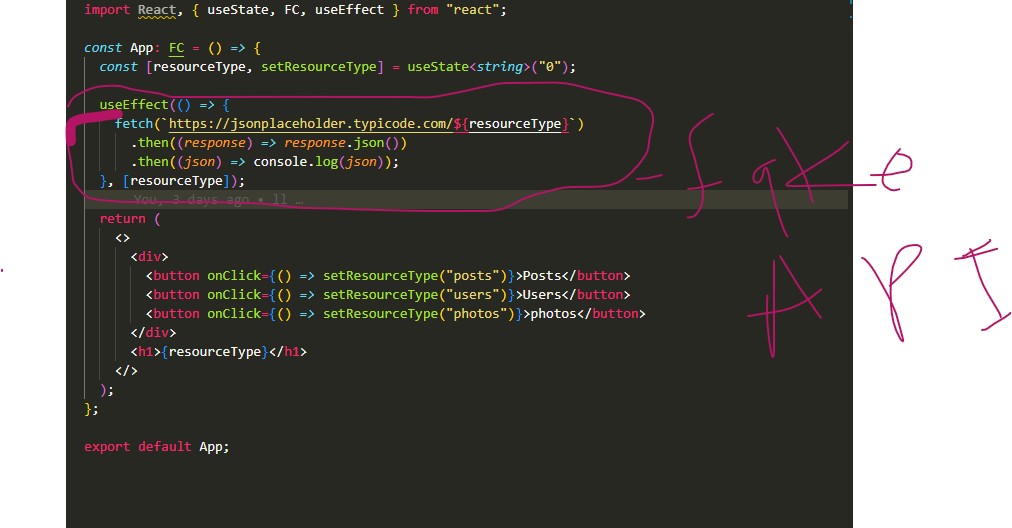 import React, { useState, FC, useEffect } from "react";
const App: FC = () => {
const [resourceType, setResourceType] = useState<string>("0");
useEffect(() => {
fetch(`https://jsonplaceholder.typicode.com/${resourceType}`)
.then((response) => response.json())
.then((json) => console.log(json));
}, [resourceType]);
You, 3 days ago • ll …
return (
<>
<div>
<button onClick={() => setResourceType("posts")}>Posts</button>
<button onClick={() => setResourceType("users")}>Users</button>
<button onClick={() => setResourceType("photos")}>photos</button>
</div>
<h1>{resourceType}</h1>
</>
);
};
export default App;
API